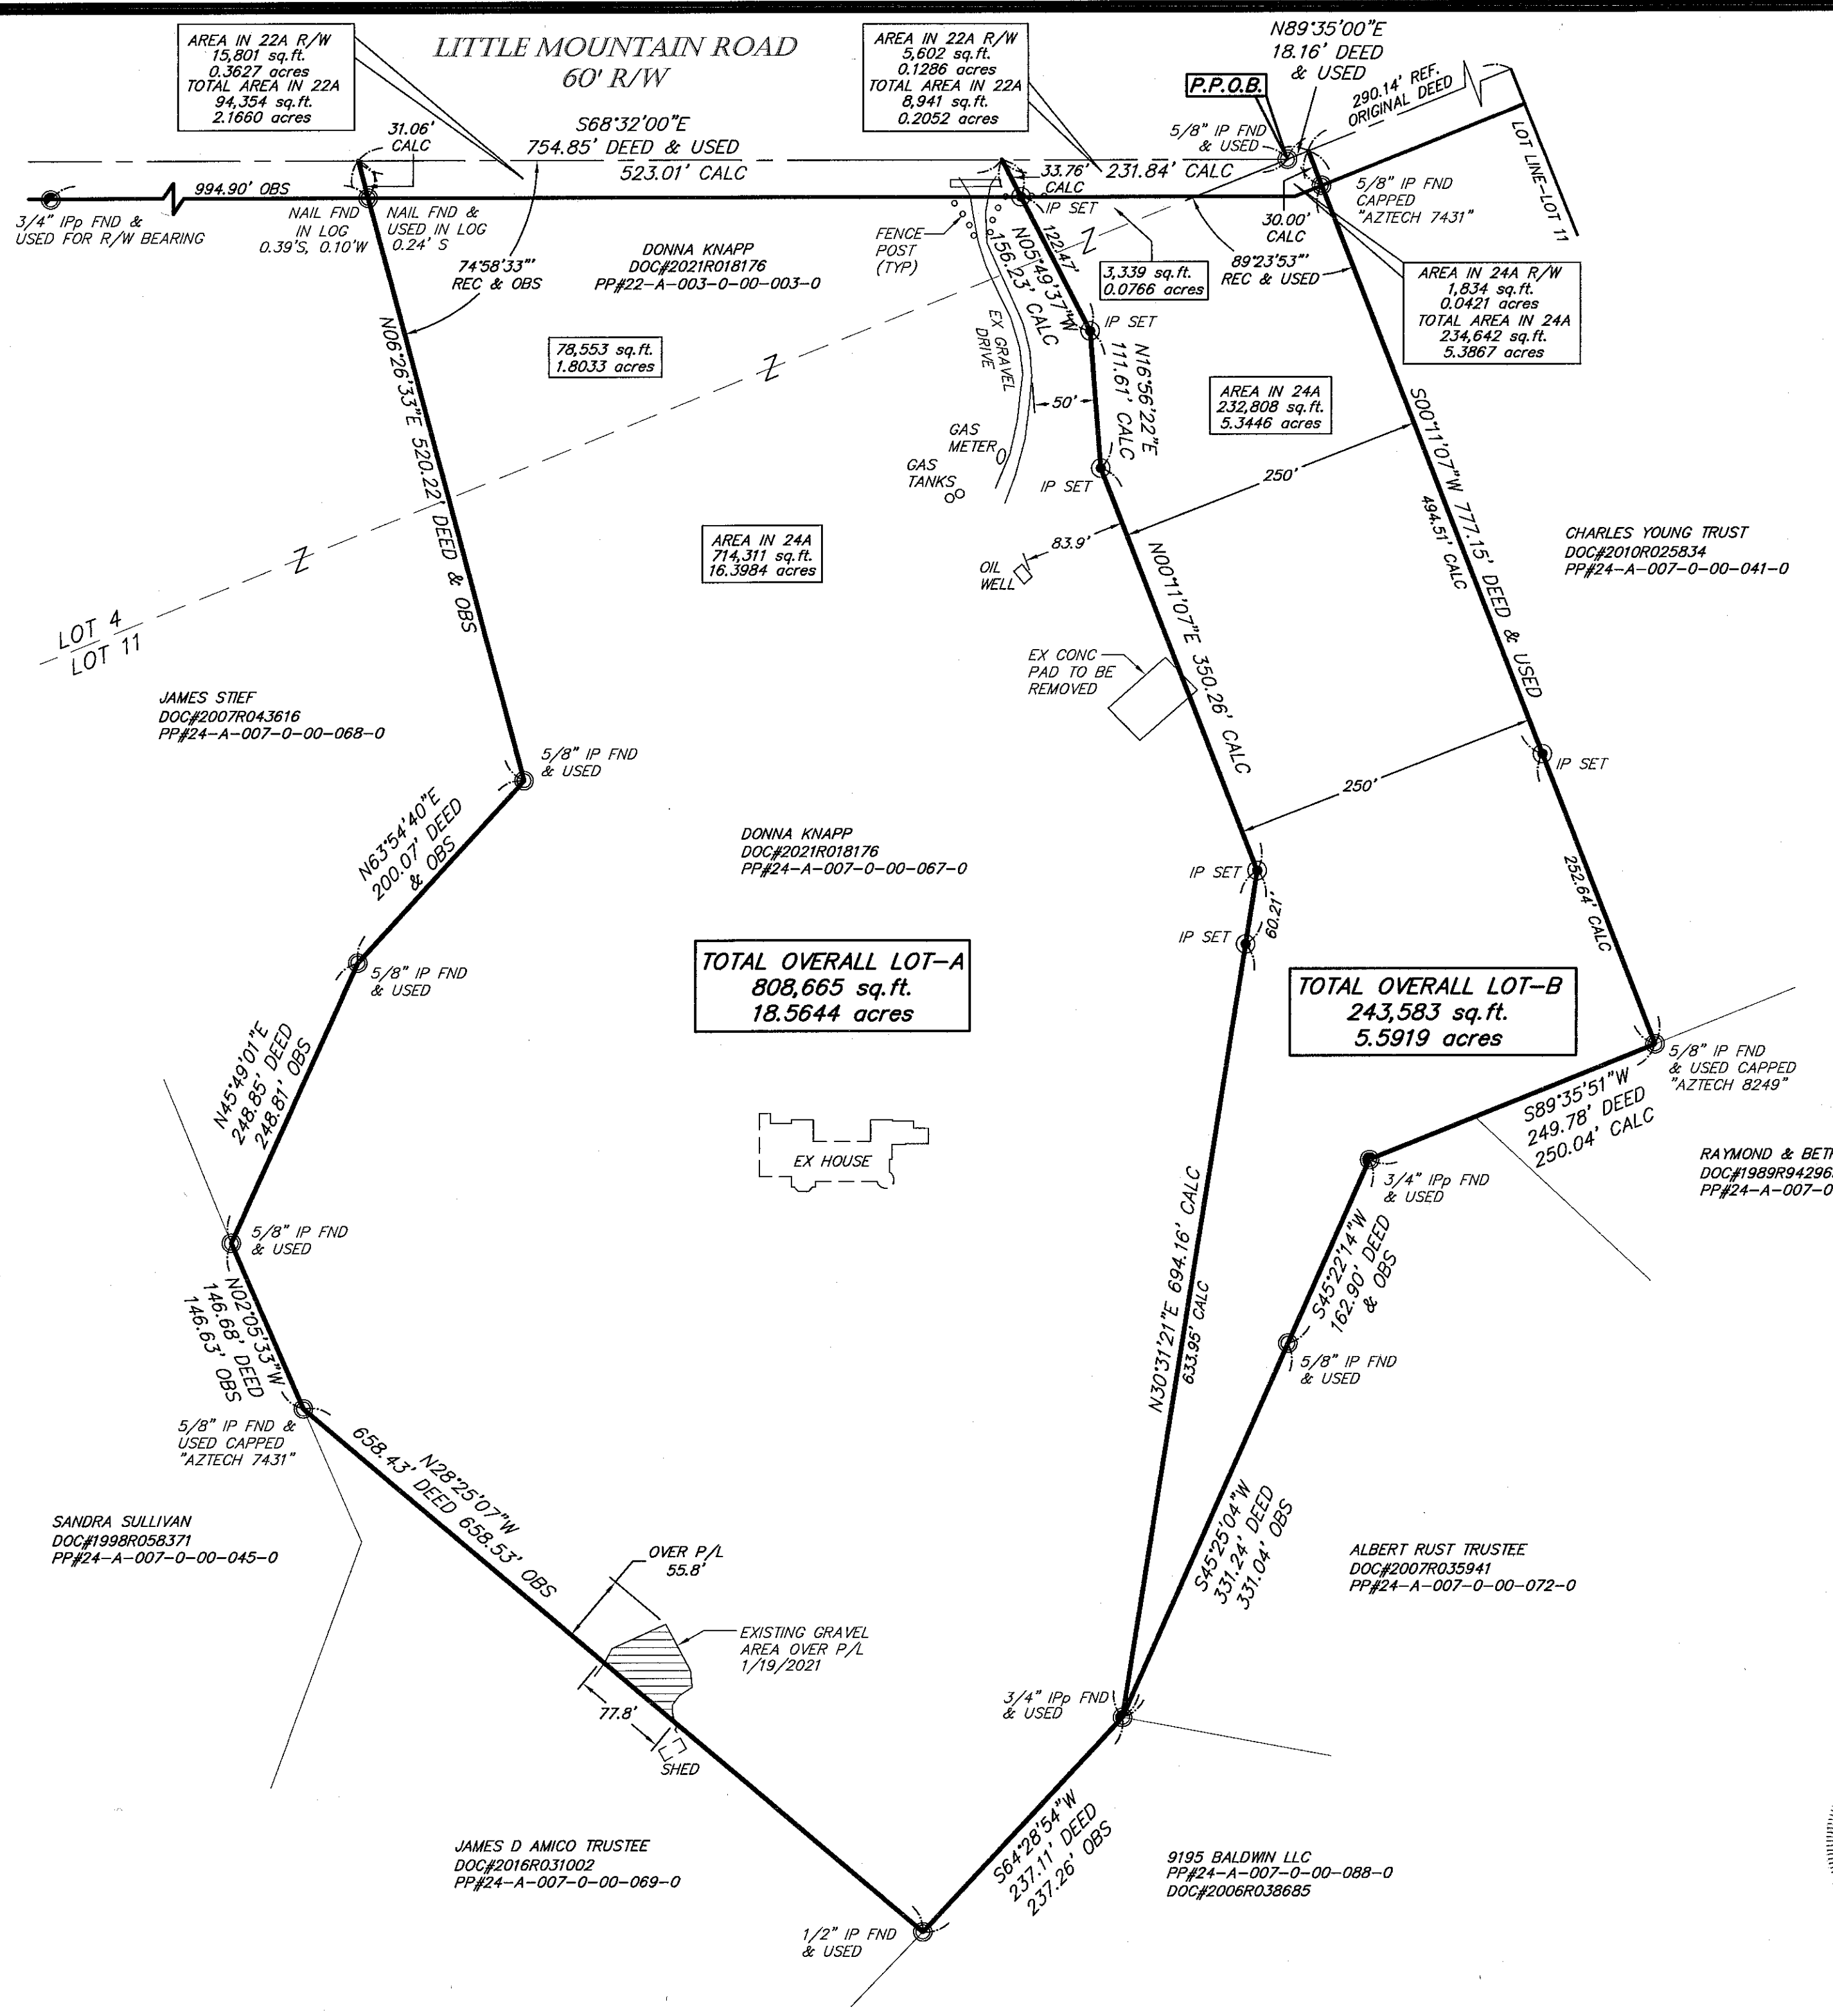 AREA IN 22A R/W
15,801 sq.ft.
0.3627 acres
TOTAL AREA IN 22A
94,354 sq.ft.
2.1660 acres
LITTLE MOUNTAIN ROAD
60' R/W
AREA IN 22A R/W
5,602 sq.ft.
0.1286 acres
TOTAL AREA IN 22A
8,941 sq.ft.
0.2052 acres
N89°35'00"E
18.16' DEED
& USED
P.P.O.B.
290.14' REF.
ORIGINAL DEED
LOT LINE-LOT 11
31.06'
CALC
S68°32'00"E
754.85' DEED & USED
523.01' CALC
33.76'
CALC
231.84' CALC
5/8" IP FND
& USED
5/8" IP FND
CAPPED
"AZTECH 7431"
994.90' OBS
3/4" IPp FND &
USED FOR R/W BEARING
NAIL FND
IN LOG
0.39'S, 0.10'W
NAIL FND &
USED IN LOG
0.24' S
IP SET
30.00'
CALC
FENCE
POST
(TYP)
74°58'33'"
REC & OBS
DONNA KNAPP
DOC#2021R018176
PP#22-A-003-0-00-003-0
122.47'
N05°49'37"W
156.23' CALC
3,339 sq.ft.
0.0766 acres
89°23'53'"
REC & USED
AREA IN 24A R/W
1,834 sq.ft.
0.0421 acres
TOTAL AREA IN 24A
234,642 sq.ft.
5.3867 acres
78,553 sq.ft.
1.8033 acres
EX GRAVEL
DRIVE
IP SET
N16°56'22"E
111.61' CALC
50'
AREA IN 24A
232,808 sq.ft.
5.3446 acres
N06°26'33"E 520.22' DEED & OBS
GAS
METER
GAS
TANKS
IP SET
250'
S00°11'07"W 777.15' DEED & USED
494.51' CALC
AREA IN 24A
714,311 sq.ft.
16.3984 acres
83.9'
OIL
WELL
N00°11'07"E 350.26' CALC
CHARLES YOUNG TRUST
DOC#2010R025834
PP#24-A-007-0-00-041-0
LOT 4
LOT 11
EX CONC
PAD TO BE
REMOVED
JAMES STIEF
DOC#2007R043616
PP#24-A-007-0-00-068-0
5/8" IP FND
& USED
IP SET
250'
N63°54'40"E
200.07' DEED
& OBS
DONNA KNAPP
DOC#2021R018176
PP#24-A-007-0-00-067-0
IP SET
60.21'
IP SET
252.64' CALC
5/8" IP FND
& USED
TOTAL OVERALL LOT-A
808,665 sq.ft.
18.5644 acres
TOTAL OVERALL LOT-B
243,583 sq.ft.
5.5919 acres
N45°49'01"E
248.85' DEED
248.81' OBS
5/8" IP FND
& USED CAPPED
"AZTECH 8249"
S89°35'51"W
249.78' DEED
250.04' CALC
EX HOUSE
RAYMOND &
DOC#1989R94296
PP#24-A-007-0
3/4" IPp FND
& USED
5/8" IP FND
& USED
S45°22'14"W
162.90' DEED
& OBS
N02°05'33"W
146.68' DEED
146.63' OBS
N30°31'21"E 694.16' CALC
633.95' CALC
5/8" IP FND
& USED
5/8" IP FND &
USED CAPPED
"AZTECH 7431"
N28°25'07"W
658.43' DEED 658.53' OBS
SANDRA SULLIVAN
DOC#1998R058371
PP#24-A-007-0-00-045-0
OVER P/L
55.8'
S45°25'04"W
331.24' DEED
331.04' OBS
ALBERT RUST TRUSTEE
DOC#2007R035941
PP#24-A-007-0-00-072-0
EXISTING GRAVEL
AREA OVER P/L
1/19/2021
77.8'
SHED
3/4" IPp FND
& USED
S64°28'54"W
237.11' DEED
237.26' OBS
JAMES D AMICO TRUSTEE
DOC#2016R031002
PP#24-A-007-0-00-069-0
9195 BALDWIN LLC
PP#24-A-007-0-00-088-0
DOC#2006R038685
1/2" IP FND
& USED